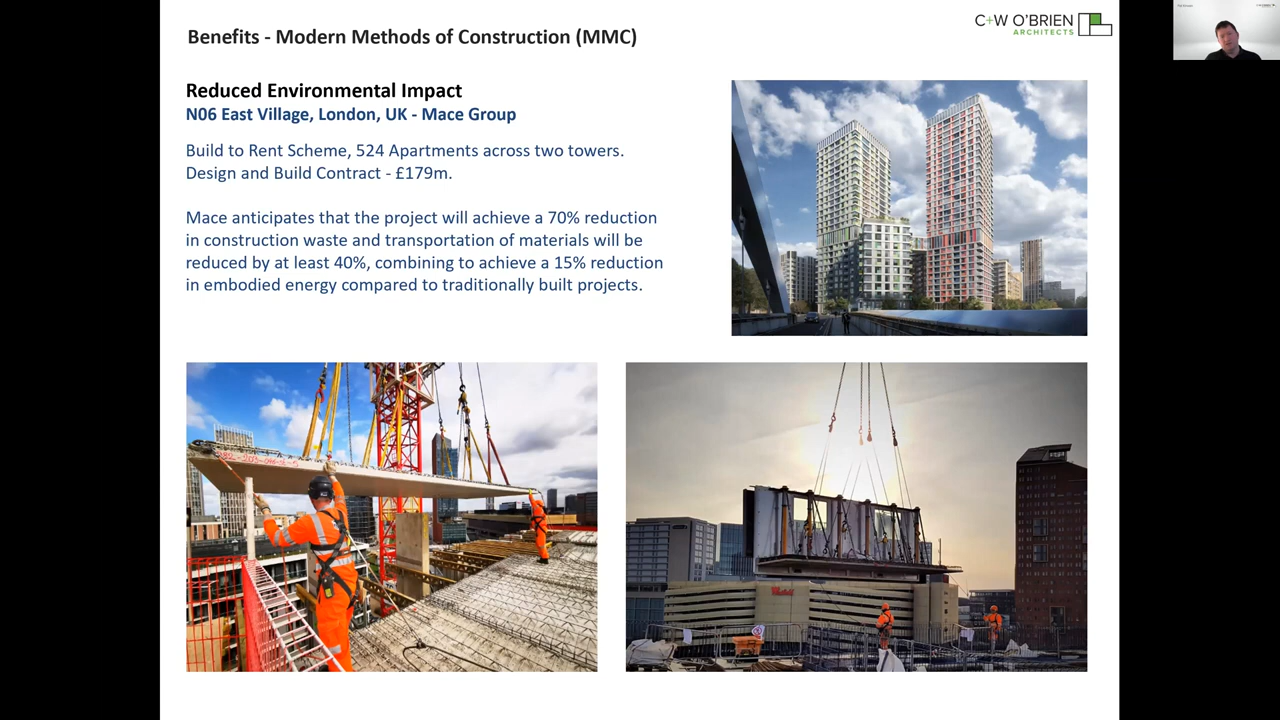 Benefits - Modern Methods of Construction (MMC)
C+W O'BRIEN
ARCHITECTS
Reduced Environmental Impact
N06 East Village, London, UK - Mace Group
Build to Rent Scheme, 524 Apartments across two towers.
Design and Build Contract - £179m.
Mace anticipates that the project will achieve a 70% reduction
in construction waste and transportation of materials will be
reduced by at least 40%, combining to achieve a 15% reduction
in embodied energy compared to traditionally built projects.
Westfield